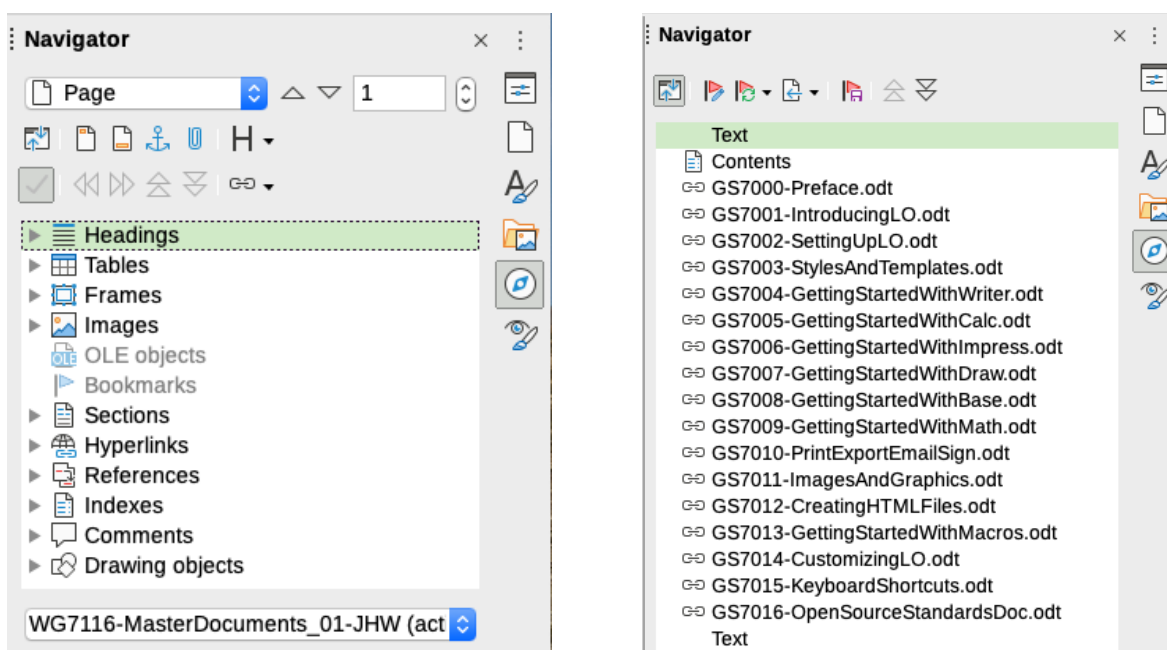 Navigator
Page
1
Headings
Tables
Frames
Images
OLE objects
Bookmarks
Sections
Hyperlinks
References
Indexes
Comments
Drawing objects
WG7116-MasterDocuments_01-JHW (act
Navigator
Text
Contents
GS7000-Preface.odt
GS7001-IntroducingLO.odt
GS7002-SettingUpLO.odt
GS7003-StylesAndTemplates.odt
GS7004-GettingStartedWithWriter.odt
GS7005-GettingStartedWithCalc.odt
GS7006-GettingStartedWithImpress.odt
GS7007-GettingStartedWithDraw.odt
GS7008-GettingStartedWithBase.odt
GS7009-GettingStartedWithMath.odt
GS7010-PrintExportEmailSign.odt
GS7011-ImagesAndGraphics.odt
GS7012-CreatingHTMLFiles.odt
GS7013-GettingStartedWithMacros.odt
GS7014-CustomizingLO.odt
GS7015-KeyboardShortcuts.odt
GS7016-OpenSourceStandardsDoc.odt
Text